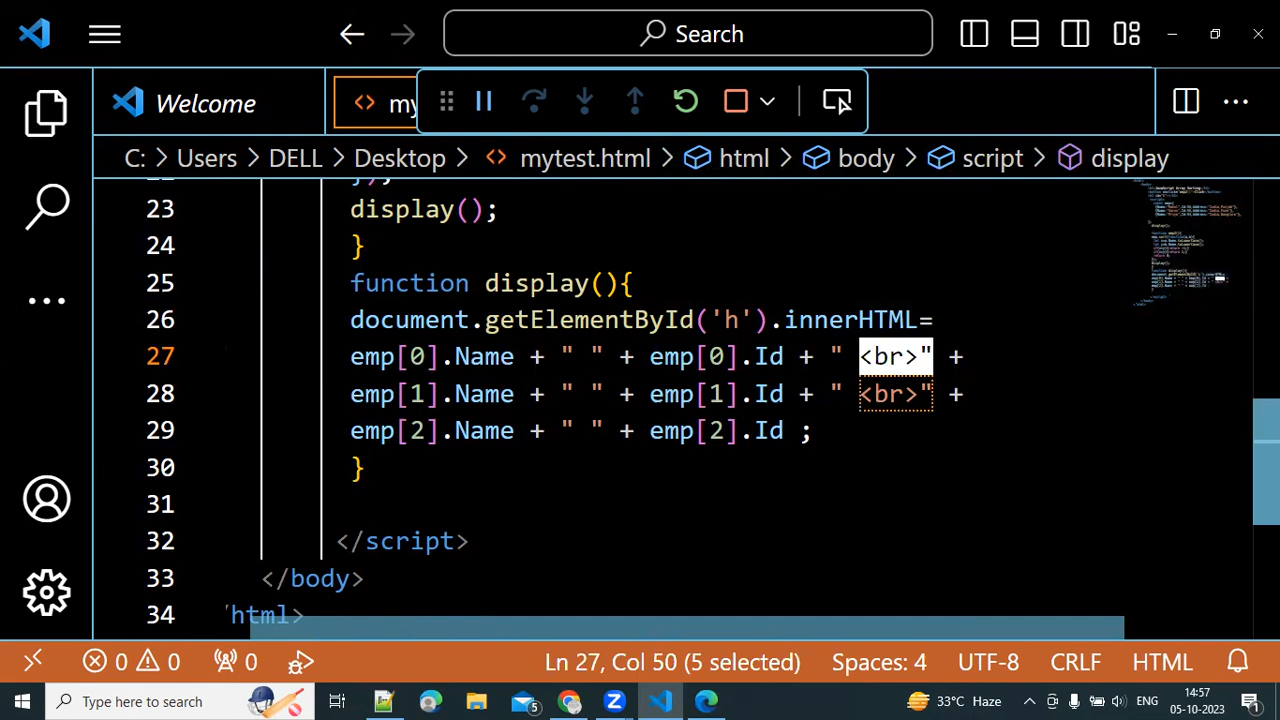 Search
Welcome
my
C: > Users > DELL > Desktop > mytest.html > html > body > script > display
23 display();
24 }
25 function display(){
26 document.getElementById('h').innerHTML=
27 emp[0].Name + " " + emp[0].Id + " <br>" +
28 emp[1].Name + " " + emp[1].Id + " <br>" +
29 emp[2].Name + " " + emp[2].Id ;
30 }
31
32 </script>
33 </body>
34 /html>
0 0 0 Ln 27, Col 50 (5 selected) Spaces: 4 UTF-8 CRLF HTML
Type here to search 5 33°C Haze ENG 14:57
05-10-2023 1